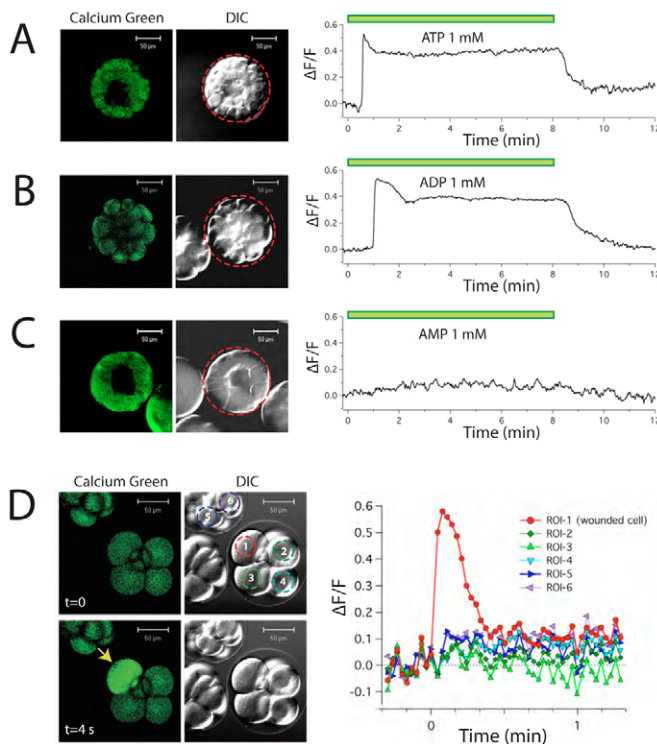 A
Calcium Green
DIC
50 µm
50 µm
ATP 1 mM
ΔF/F
0.6
0.4
0.2
0.0
0 2 4 6 8 10 12
Time (min)
B
50 µm
50 µm
ADP 1 mM
ΔF/F
0.6
0.4
0.2
0.0
0 2 4 6 8 10 12
Time (min)
C
50 µm
50 µm
AMP 1 mM
ΔF/F
0.6
0.4
0.2
0.0
0 2 4 6 8 10 12
Time (min)
D
Calcium Green
DIC
50 µm
t=0
50 µm
6
5
1
2
3
4
50 µm
t=4 s
50 µm
ΔF/F
0.6
0.5
0.4
0.3
0.2
0.1
0.0
-0.1
ROI-1 (wounded cell)
ROI-2
ROI-3
ROI-4
ROI-5
ROI-6
0 1
Time (min)